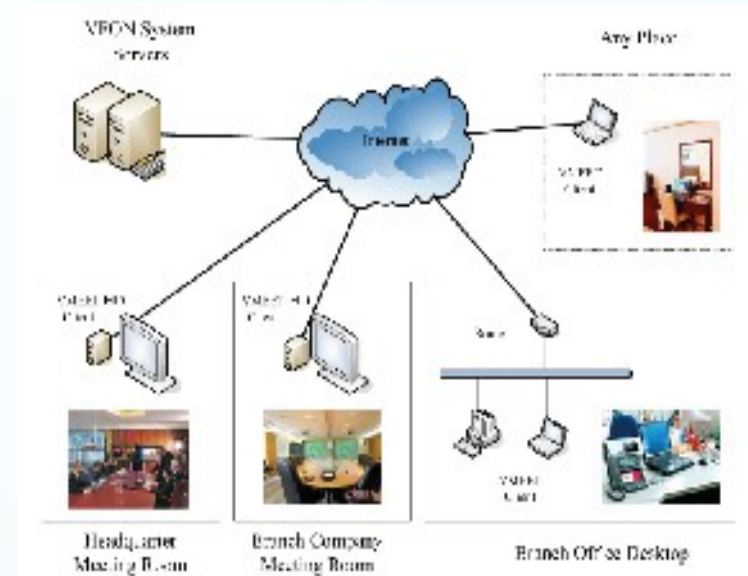 System
Servers
Any Place
Internet
Client
Client
Client
Router
Client
Headquarter
Meeting Room
Branch Company
Meeting Room
Branch Office Desktop